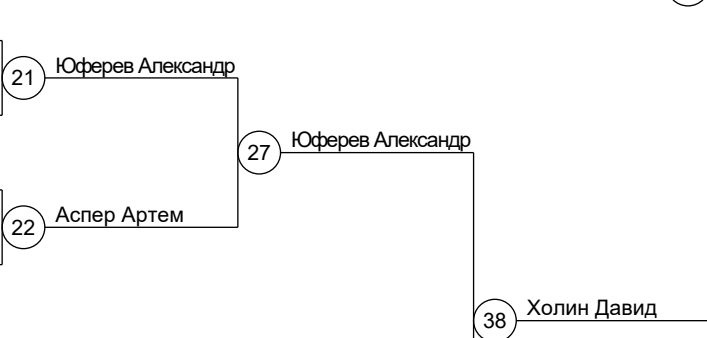 21 Юферев Александр
27 Юферев Александр
22 Аспер Артем
38 Холин Давид